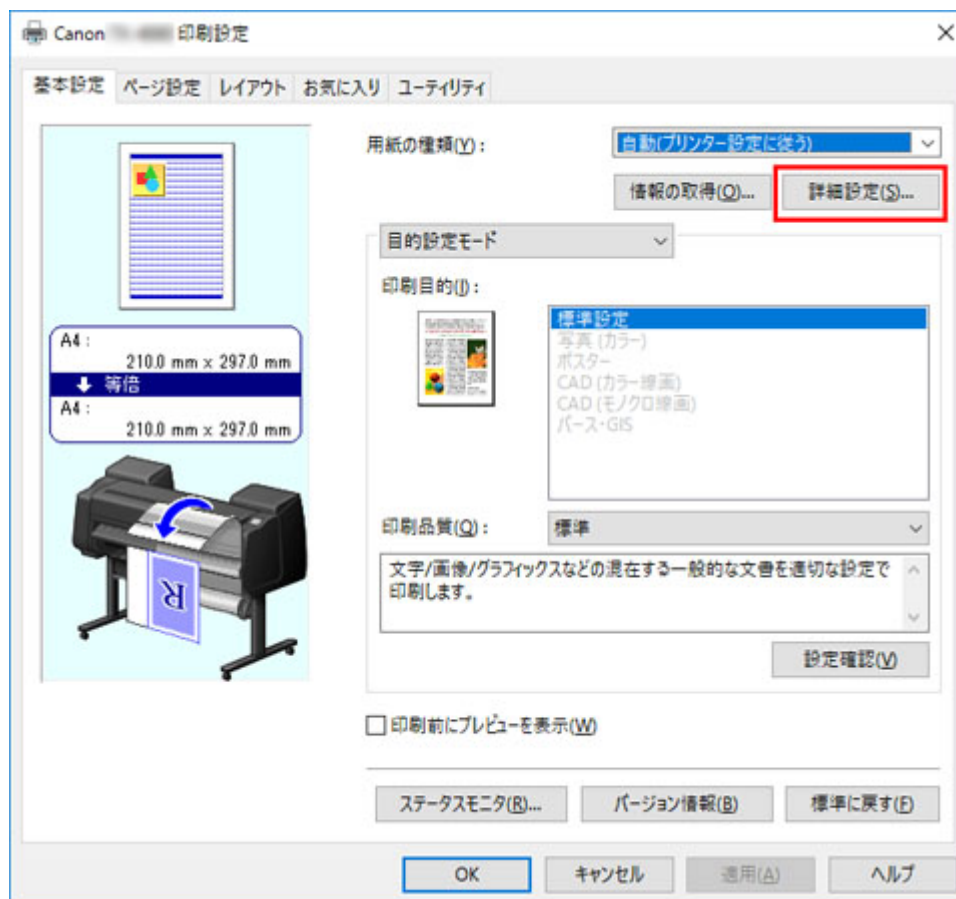 Canon 印刷設定
基本設定 ページ設定 レイアウト お気に入り ユーティリティ
用紙の種類(Y):
自動(プリンター設定に従う)
情報の取得(O)...
詳細設定(S)...
目的設定モード
印刷目的(J):
標準設定
写真 (カラー)
ポスター
CAD (カラー線画)
CAD (モノクロ線画)
パース・GIS
A4 :
210.0 mm x 297.0 mm
等倍
A4 :
210.0 mm x 297.0 mm
R
印刷品質(Q):
標準
文字/画像/グラフィックスなどの混在する一般的な文書を適切な設定で
印刷します。
設定確認(V)
印刷前にプレビューを表示(W)
ステータスモニタ(R)...
バージョン情報(B)
標準に戻す(F)
OK
キャンセル
適用(A)
ヘルプ